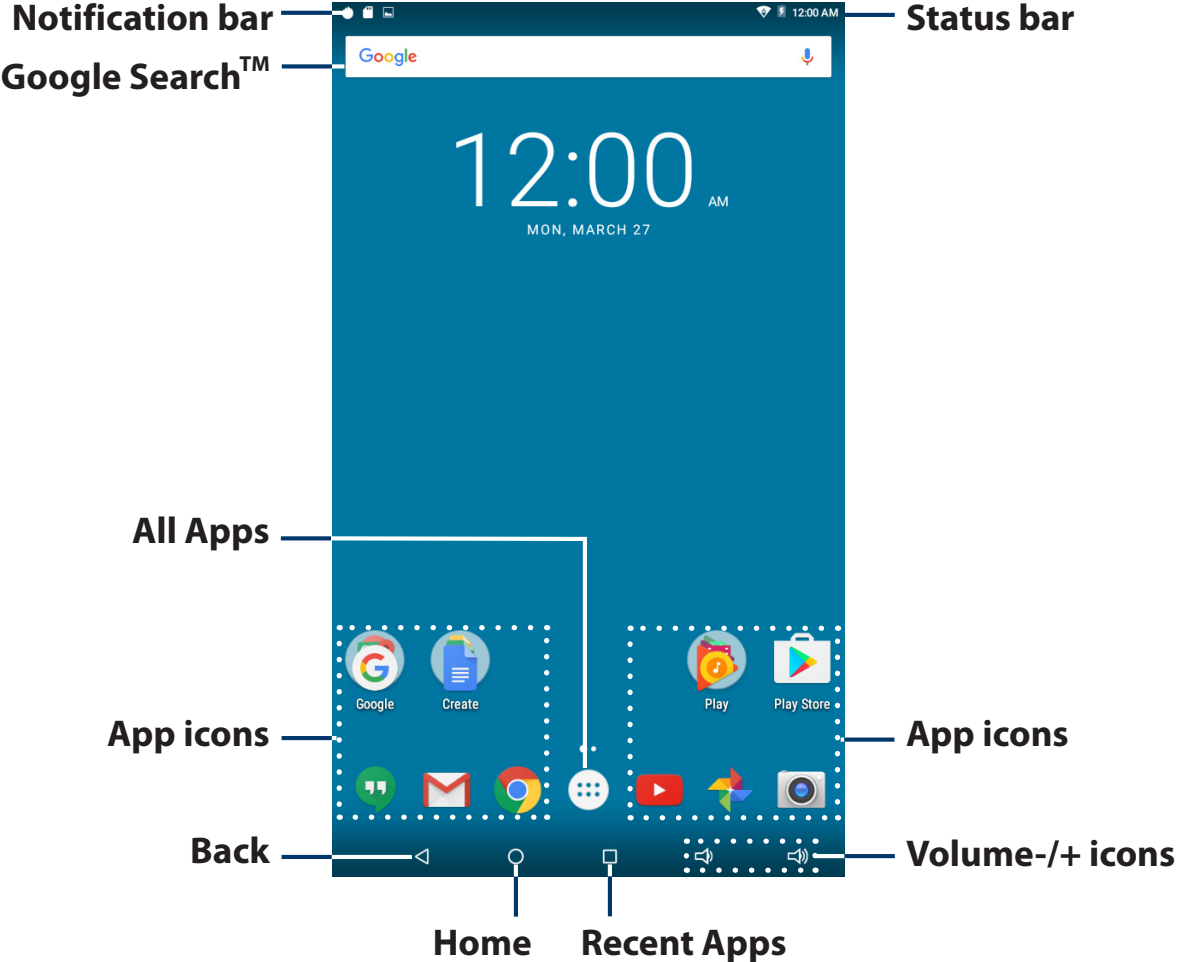 Notification bar
12:00 AM
Status bar
Google Search™
Google
12:00
AM
MON, MARCH 27
All Apps
Google
Create
Play
Play Store
App icons
App icons
Back
Volume-/+ icons
Home
Recent Apps